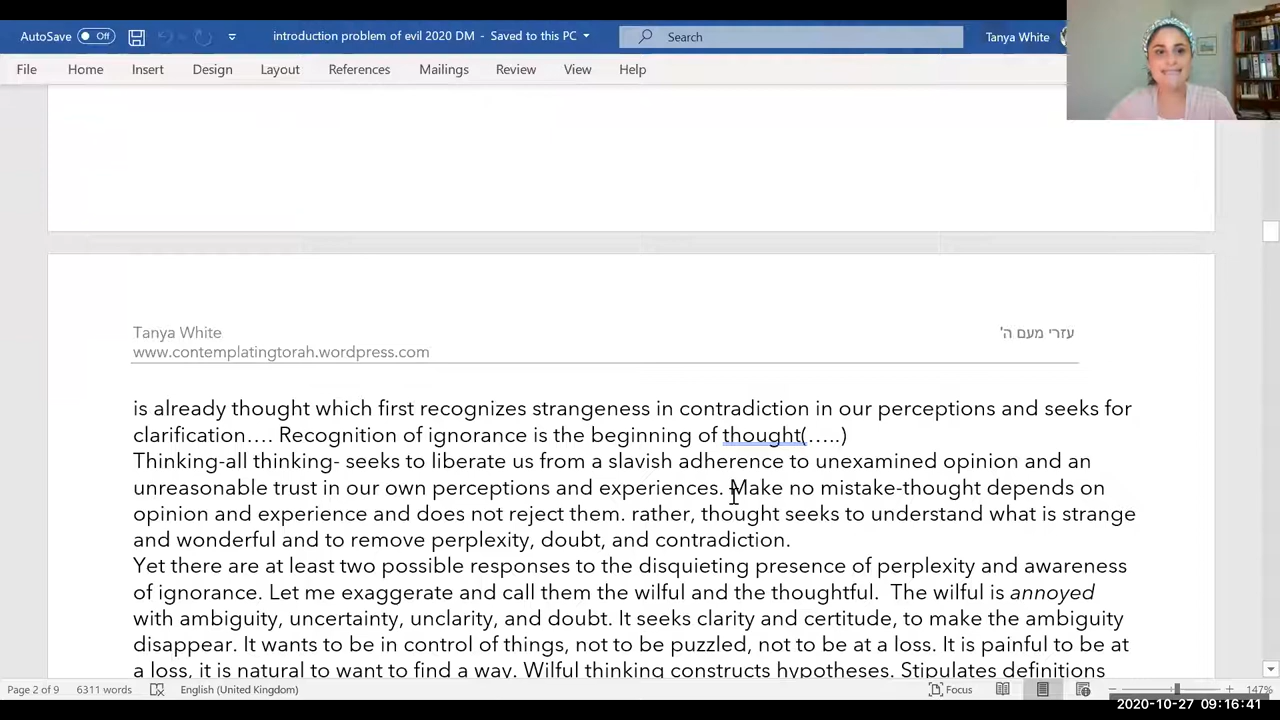 AutoSave Off introduction problem of evil 2020 DM - Saved to this PC Search Tanya White
File Home Insert Design Layout References Mailings Review View Help
Tanya White עזרי מעם ה'
www.contemplatingtorah.wordpress.com
is already thought which first recognizes strangeness in contradiction in our perceptions and seeks for
clarification…. Recognition of ignorance is the beginning of thought(…..)
Thinking-all thinking- seeks to liberate us from a slavish adherence to unexamined opinion and an
unreasonable trust in our own perceptions and experiences. Make no mistake-thought depends on
opinion and experience and does not reject them. rather, thought seeks to understand what is strange
and wonderful and to remove perplexity, doubt, and contradiction.
Yet there are at least two possible responses to the disquieting presence of perplexity and awareness
of ignorance. Let me exaggerate and call them the wilful and the thoughtful. The wilful is annoyed
with ambiguity, uncertainty, unclarity, and doubt. It seeks clarity and certitude, to make the ambiguity
disappear. It wants to be in control of things, not to be puzzled, not to be at a loss. It is painful to be at
a loss, it is natural to want to find a way. Wilful thinking constructs hypotheses. Stipulates definitions
Page 2 of 9 6311 words English (United Kingdom) Focus 147%
2020-10-27 09:16:41